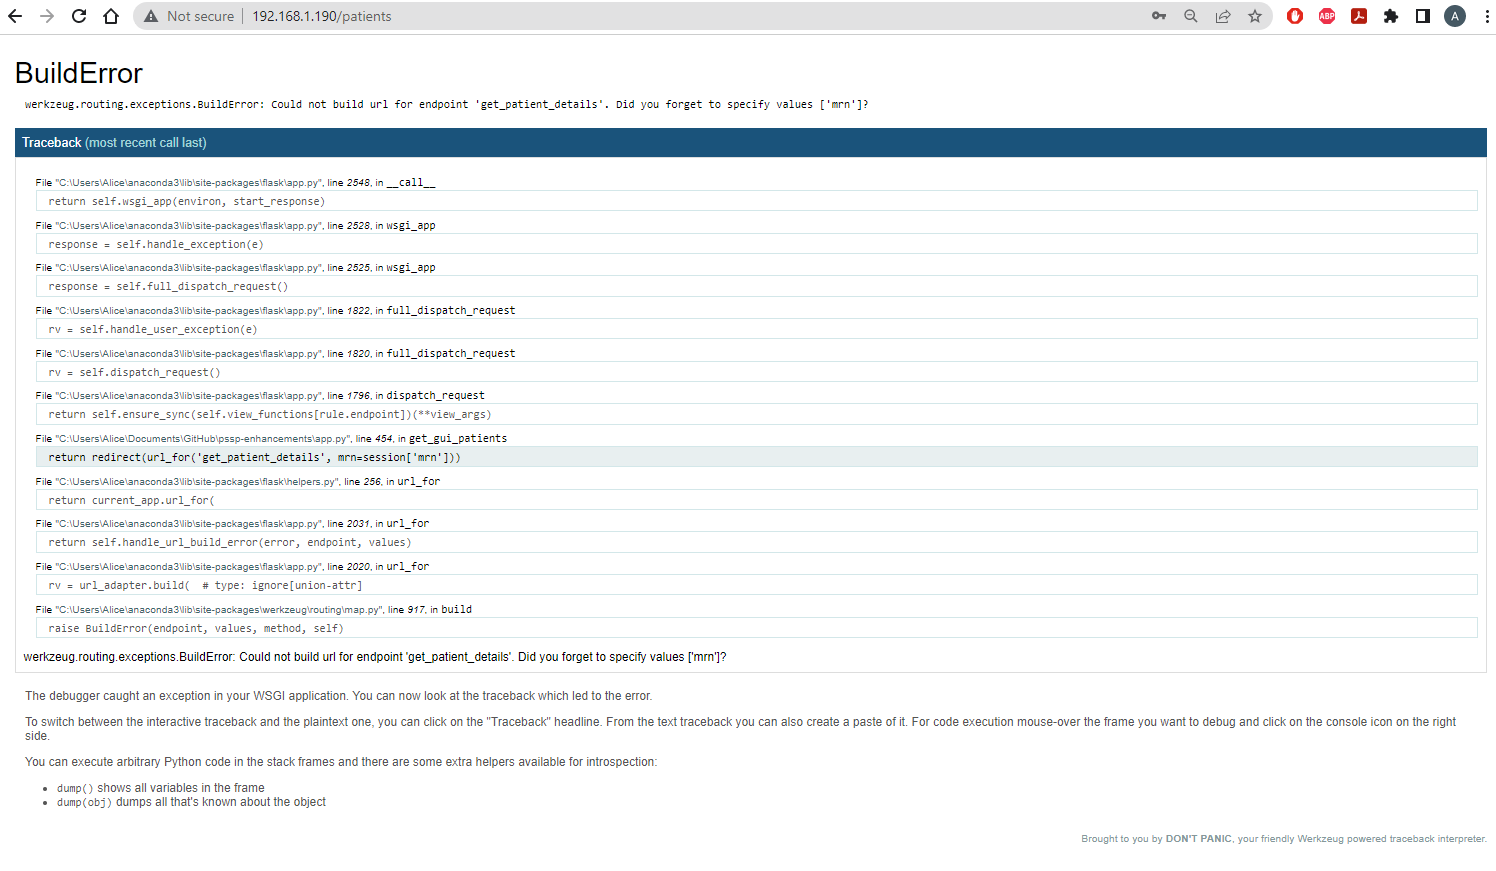 Not secure | 192.168.1.190/patients
ABP
A
BuildError
werkzeug.routing.exceptions.BuildError: Could not build url for endpoint 'get_patient_details'. Did you forget to specify values ['mrn']?
Traceback (most recent call last)
File "C:\Users\Alice\anaconda3\lib\site-packages\flask\app.py", line 2548, in __call__
return self.wsgi_app(environ, start_response)
File "C:\Users\Alice\anaconda3\lib\site-packages\flask\app.py", line 2528, in wsgi_app
response = self.handle_exception(e)
File "C:\Users\Alice\anaconda3\lib\site-packages\flask\app.py", line 2525, in wsgi_app
response = self.full_dispatch_request()
File "C:\Users\Alice\anaconda3\lib\site-packages\flask\app.py", line 1822, in full_dispatch_request
rv = self.handle_user_exception(e)
File "C:\Users\Alice\anaconda3\lib\site-packages\flask\app.py", line 1820, in full_dispatch_request
rv = self.dispatch_request()
File "C:\Users\Alice\anaconda3\lib\site-packages\flask\app.py", line 1796, in dispatch_request
return self.ensure_sync(self.view_functions[rule.endpoint])(**view_args)
File "C:\Users\Alice\Documents\GitHub\pssp-enhancements\app.py", line 454, in get_gui_patients
return redirect(url_for('get_patient_details', mrn=session['mrn']))
File "C:\Users\Alice\anaconda3\lib\site-packages\flask\helpers.py", line 256, in url_for
return current_app.url_for(
File "C:\Users\Alice\anaconda3\lib\site-packages\flask\app.py", line 2031, in url_for
return self.handle_url_build_error(error, endpoint, values)
File "C:\Users\Alice\anaconda3\lib\site-packages\flask\app.py", line 2020, in url_for
rv = url_adapter.build(  # type: ignore[union-attr]
File "C:\Users\Alice\anaconda3\lib\site-packages\werkzeug\routing\map.py", line 917, in build
raise BuildError(endpoint, values, method, self)
werkzeug.routing.exceptions.BuildError: Could not build url for endpoint 'get_patient_details'. Did you forget to specify values ['mrn']?
The debugger caught an exception in your WSGI application. You can now look at the traceback which led to the error.
To switch between the interactive traceback and the plaintext one, you can click on the "Traceback" headline. From the text traceback you can also create a paste of it. For code execution mouse-over the frame you want to debug and click on the console icon on the right
side.
You can execute arbitrary Python code in the stack frames and there are some extra helpers available for introspection:
• dump() shows all variables in the frame
• dump(obj) dumps all that's known about the object
Brought to you by DON'T PANIC, your friendly Werkzeug powered traceback interpreter.